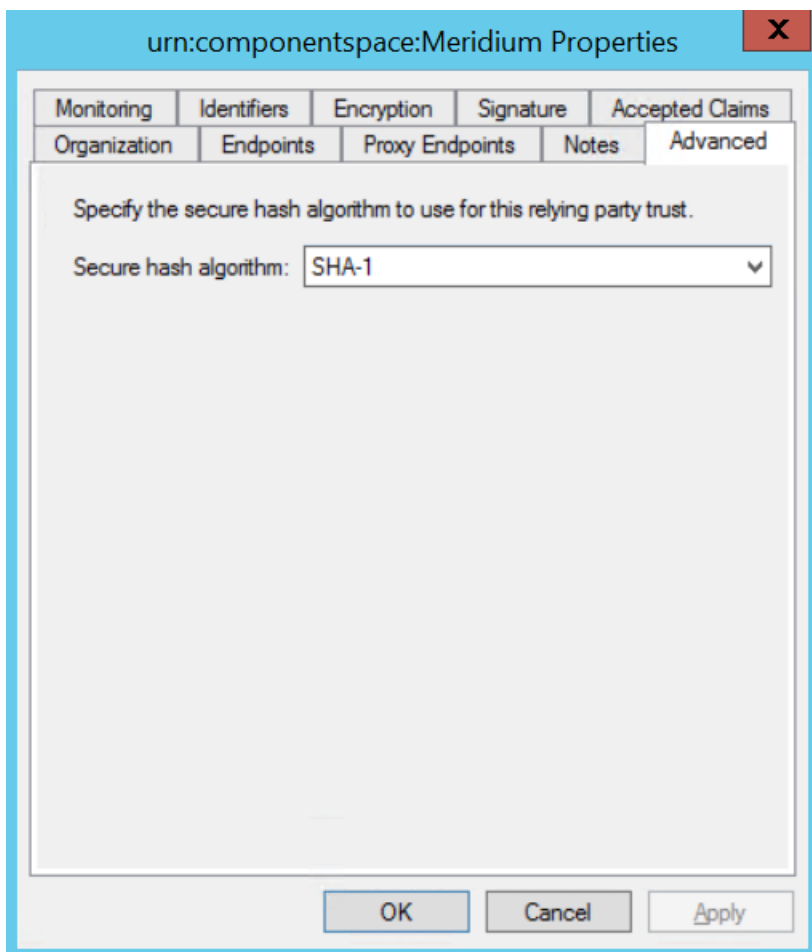 urn:componentspace:Meridium Properties
X
Monitoring Identifiers Encryption Signature Accepted Claims
Organization Endpoints Proxy Endpoints Notes Advanced
Specify the secure hash algorithm to use for this relying party trust.
Secure hash algorithm: SHA-1
OK Cancel Apply